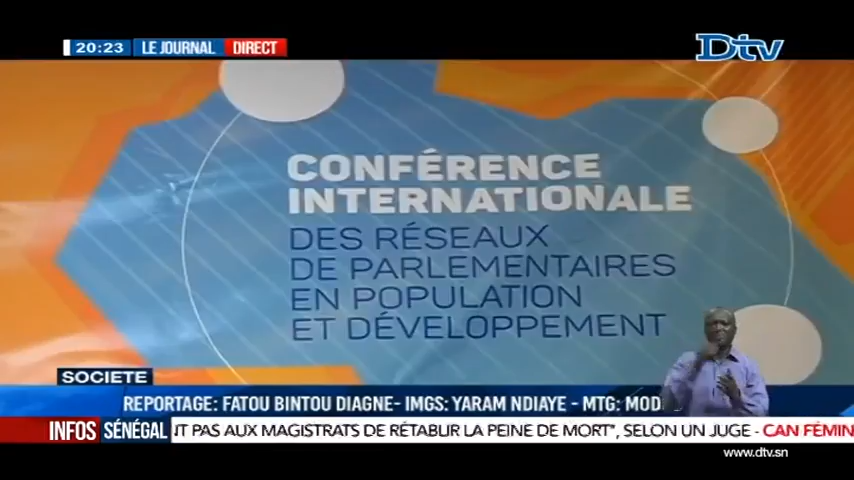 20:23 LE JOURNAL DIRECT
Dtv
CONFÉRENCE
INTERNATIONALE
DES RÉSEAUX
DE PARLEMENTAIRES
EN POPULATION
ET DÉVELOPPEMENT
SOCIETE
REPORTAGE: FATOU BINTOU DIAGNE- IMGS: YARAM NDIAYE - MTG:
INFOS SÉNÉGAL PAS AUX MAGISTRATS DE RÉTABLIR LA PEINE DE MORT", SELON UN JUGE - CAN
www.dtv.sn